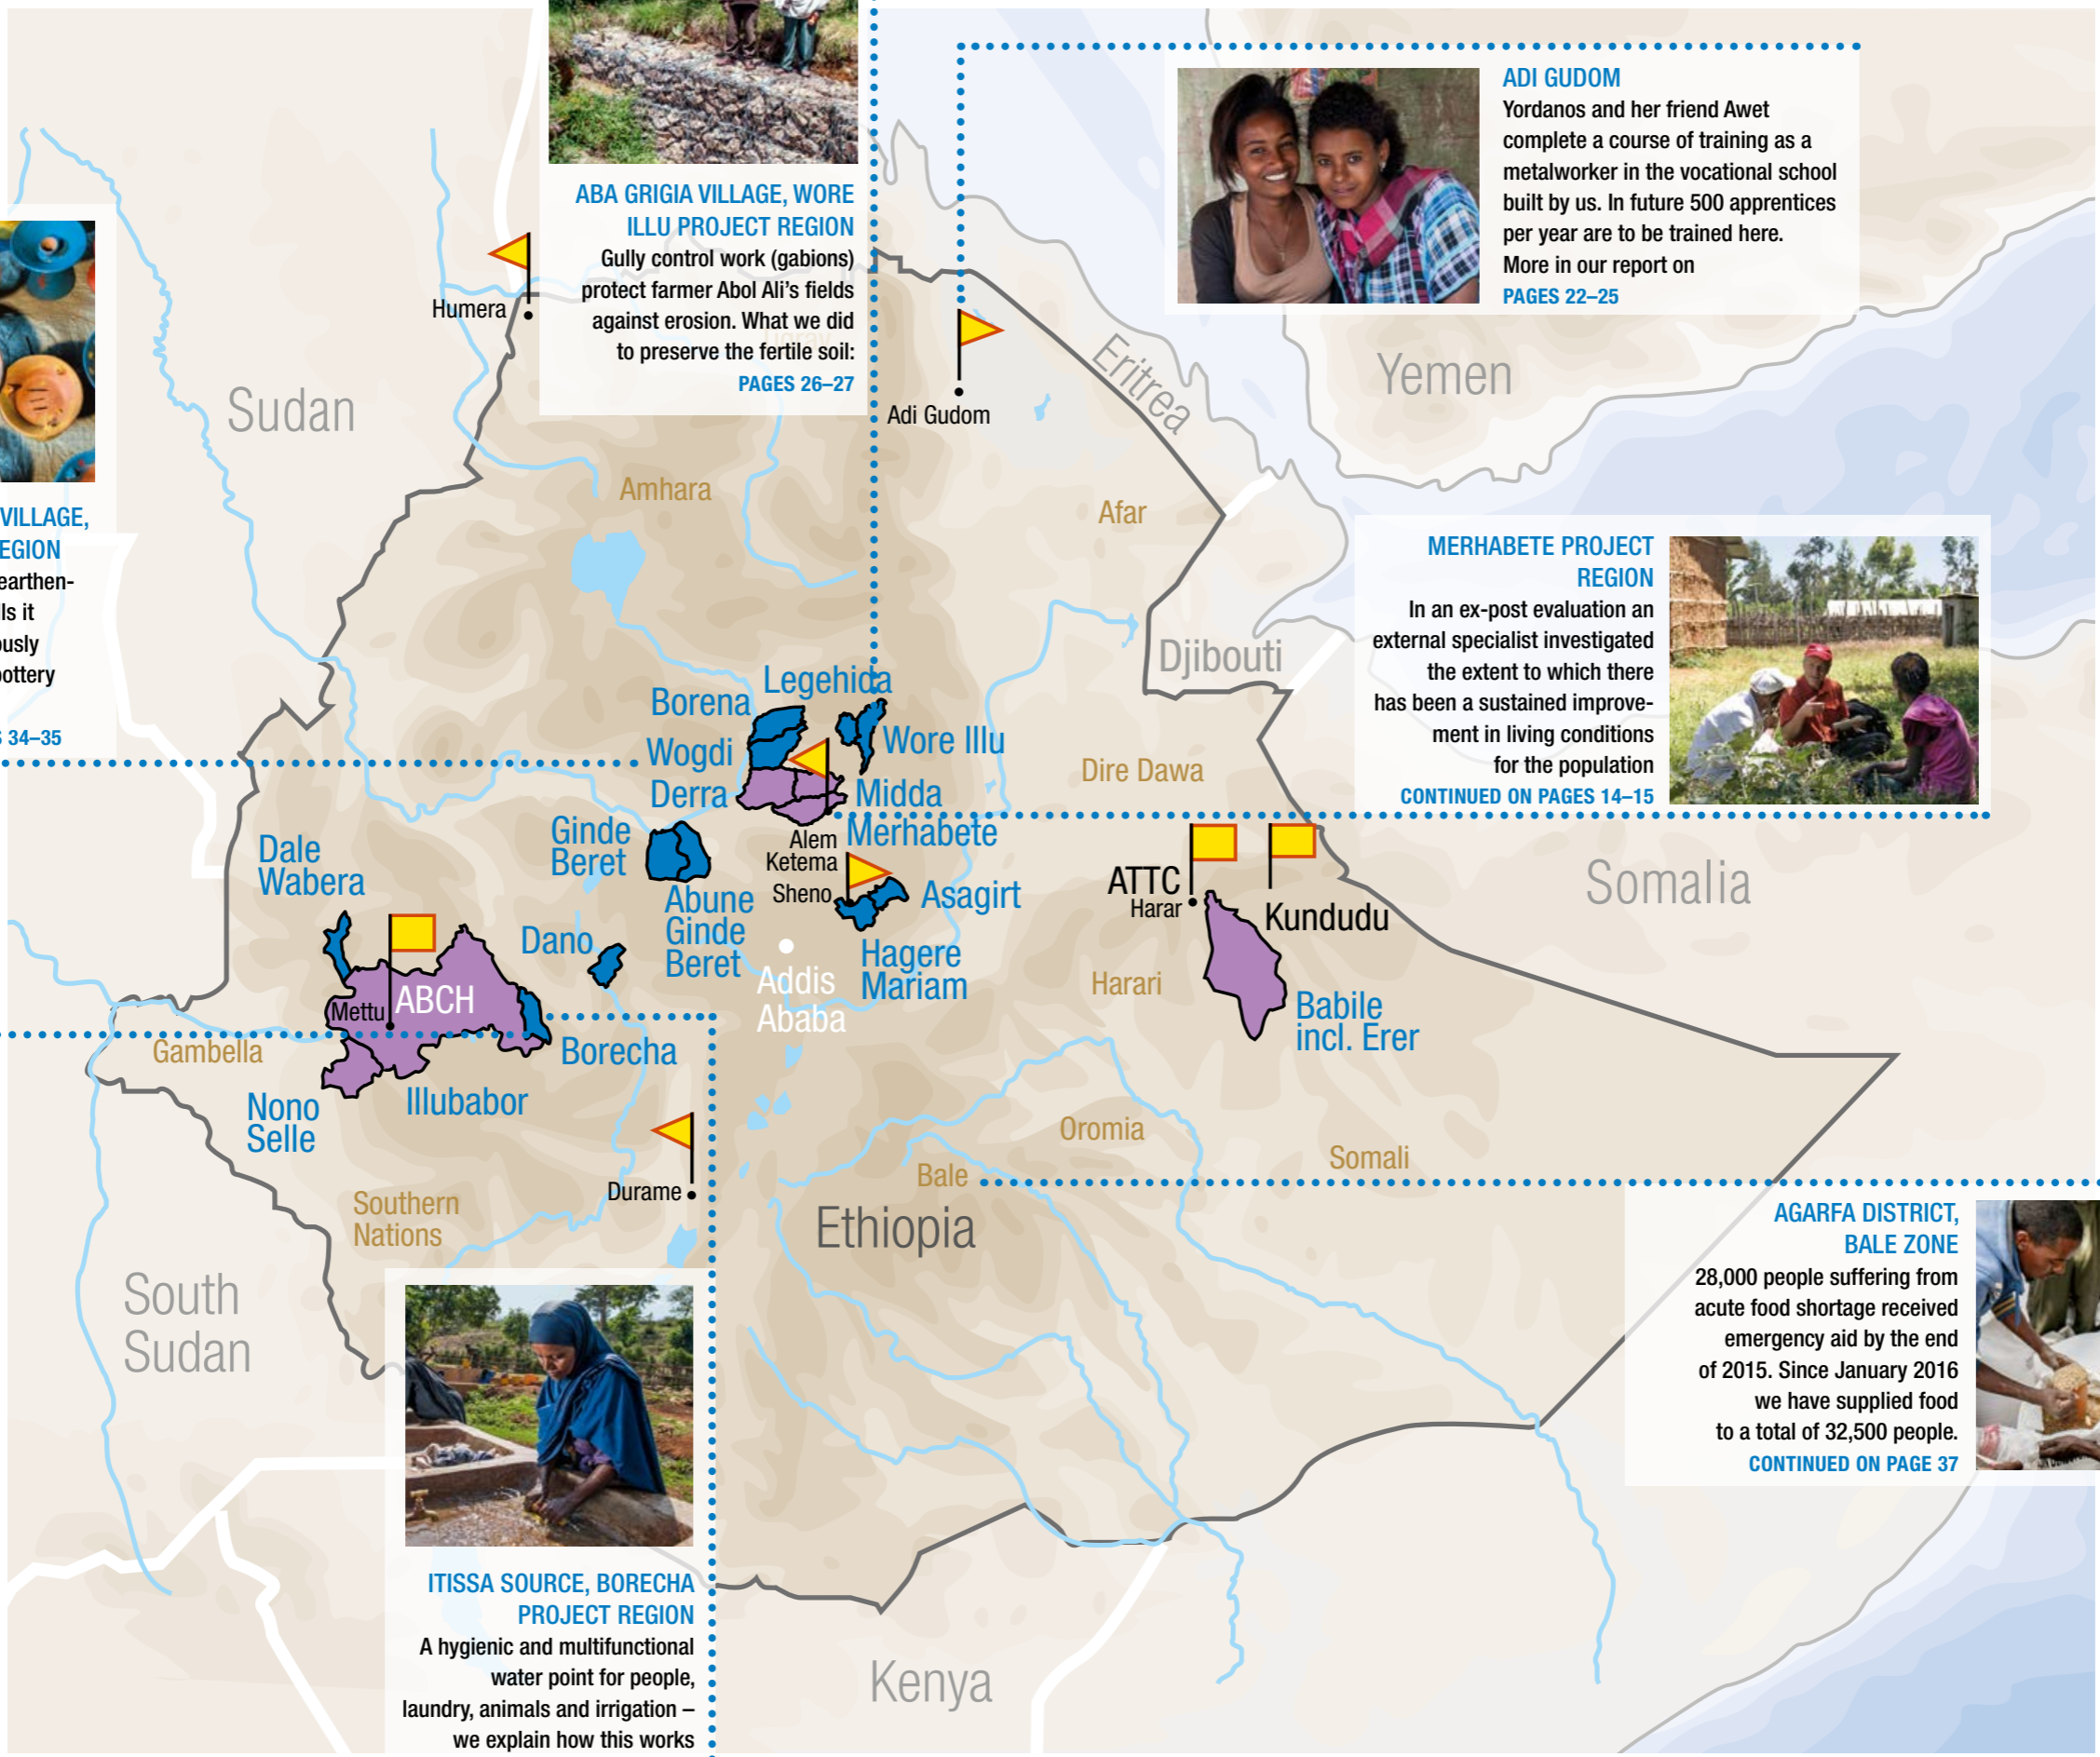 ABA GRIGIA VILLAGE, WORE
ILLU PROJECT REGION
Gully control work (gabions)
protect farmer Abol Ali's fields
against erosion. What we did
to preserve the fertile soil:
PAGES 26–27
ADI GUDOM
Yordanos and her friend Awet
complete a course of training as a
metalworker in the vocational school
built by us. In future 500 apprentices
per year are to be trained here.
More in our report on
PAGES 22–25
Humera
Adi Gudom
Eritrea
Yemen
Sudan
Amhara
Afar
VILLAGE,
EGION
earthen-
ls it
ously
ottery
34–35
MERHABETE PROJECT
REGION
In an ex-post evaluation an
external specialist investigated
the extent to which there
has been a sustained improve-
ment in living conditions
for the population
CONTINUED ON PAGES 14–15
Djibouti
Legehida
Borena
Wogdi
Wore Illu
Derra
Midda
Dire Dawa
Alem
Ketema
Merhabete
Ginde
Beret
Dale
Wabera
Sheno
Asagirt
Abune
Ginde
Beret
Dano
Hagere
Mariam
Addis
Ababa
ATTC
Harar
Kundudu
Somalia
Harari
Babile
incl. Erer
Mettu
ABCH
Gambella
Borecha
Nono
Selle
Illubabor
Oromia
Somali
Bale
Durame
Southern
Nations
Ethiopia
South
Sudan
AGARFA DISTRICT,
BALE ZONE
28,000 people suffering from
acute food shortage received
emergency aid by the end
of 2015. Since January 2016
we have supplied food
to a total of 32,500 people.
CONTINUED ON PAGE 37
ITISSA SOURCE, BORECHA
PROJECT REGION
A hygienic and multifunctional
water point for people,
laundry, animals and irrigation –
we explain how this works
Kenya